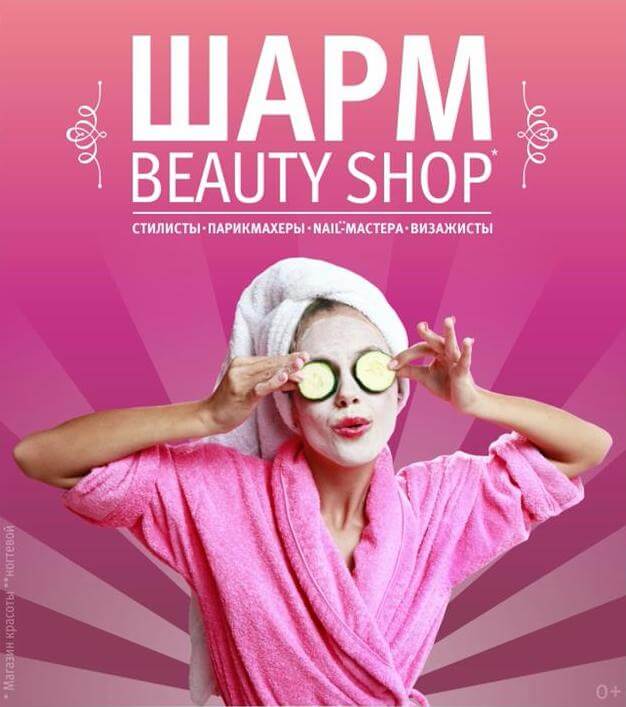 ШАРМ
BEAUTY SHOP*
СТИЛИСТЫ·ПАРИКМАХЕРЫ·NAIL**МАСТЕРА·ВИЗАЖИСТЫ
* Магазин красоты **ногтевой
0+